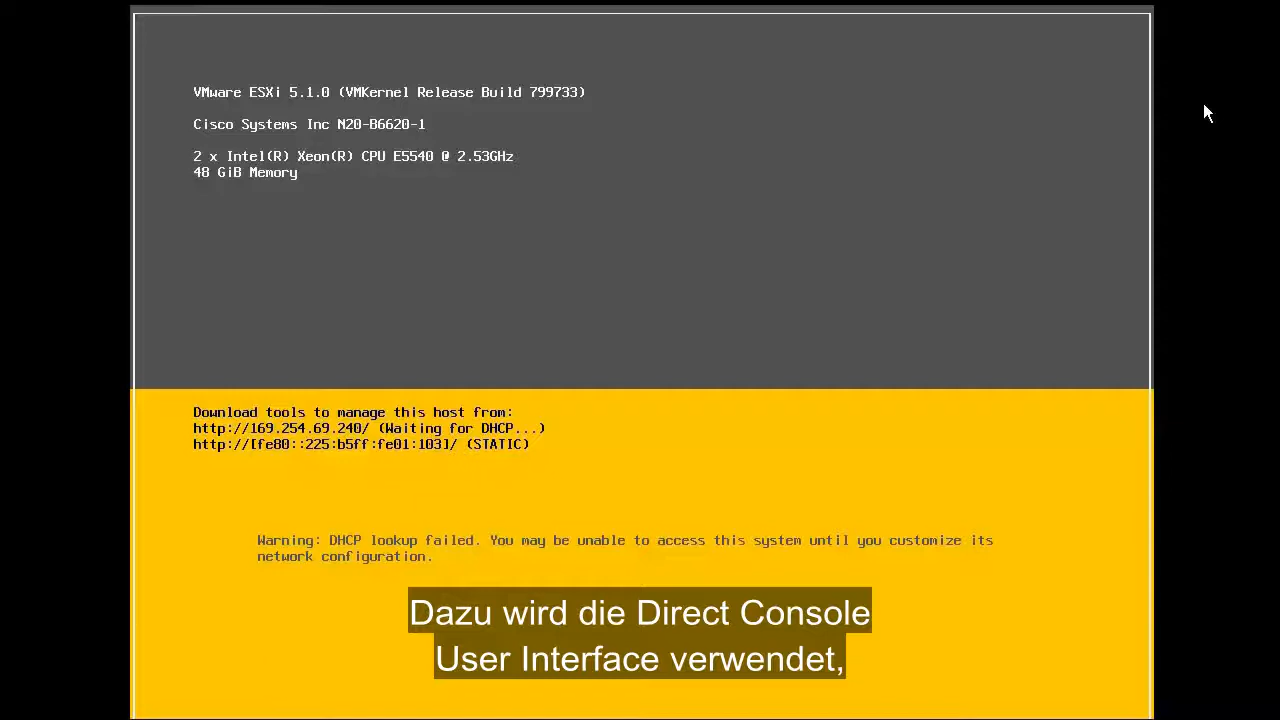 VMware ESXi 5.1.0 (VMKernel Release Build 799733)
Cisco Systems Inc N20-B6620-1
2 x Intel(R) Xeon(R) CPU E5540 @ 2.53GHz
48 GiB Memory
Download tools to manage this host from:
http://169.254.69.240/ (Waiting for DHCP...)
http://[fe80::225:b5ff:fe01:103]/ (STATIC)
Warning: DHCP lookup failed. You may be unable to access this system until you customize its
network configuration.
Dazu wird die Direct Console
User Interface verwendet,